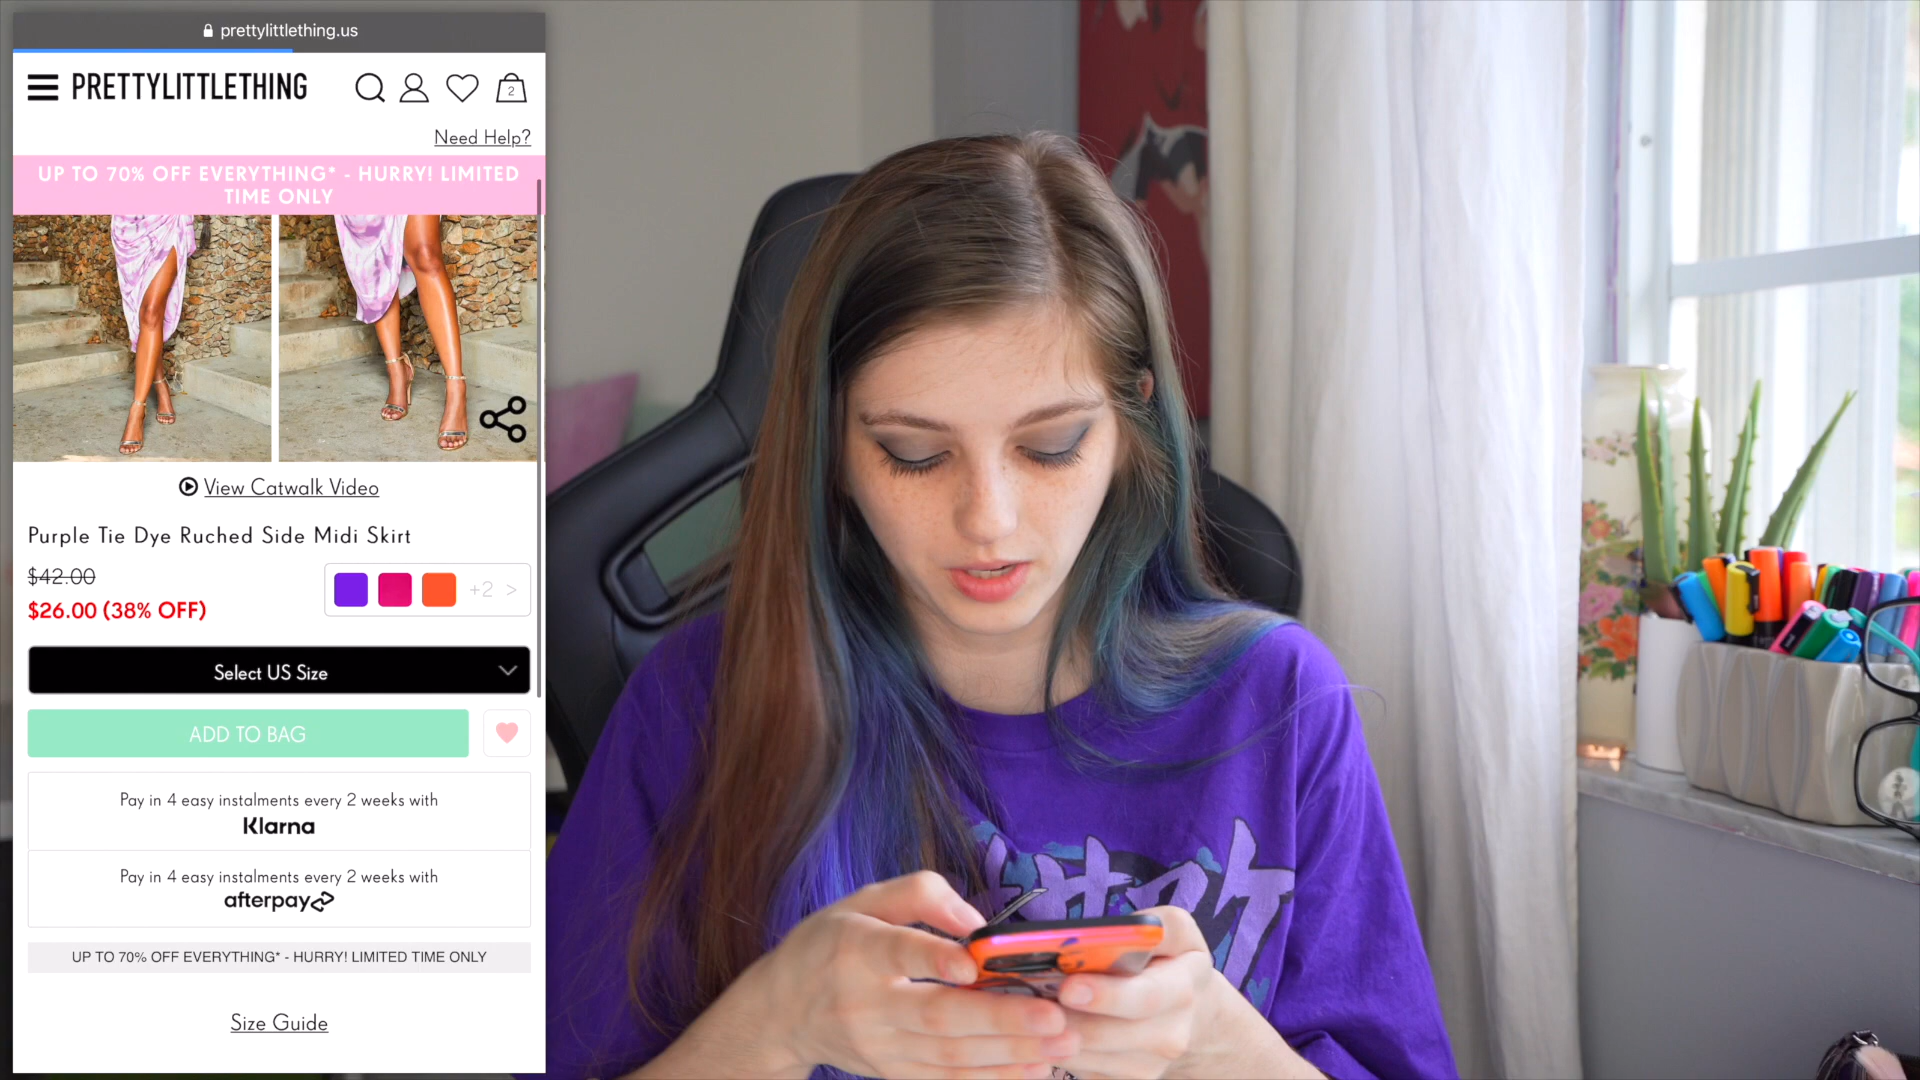 prettylittlething.us
PRETTYLITTLETHING
2
Need Help?
UP TO 70% OFF EVERYTHING* - HURRY! LIMITED
TIME ONLY
View Catwalk Video
Purple Tie Dye Ruched Side Midi Skirt
$42.00
+2 >
$26.00 (38% OFF)
Select US Size
ADD TO BAG
Pay in 4 easy instalments every 2 weeks with
Klarna
Pay in 4 easy instalments every 2 weeks with
afterpay
UP TO 70% OFF EVERYTHING* - HURRY! LIMITED TIME ONLY
Size Guide